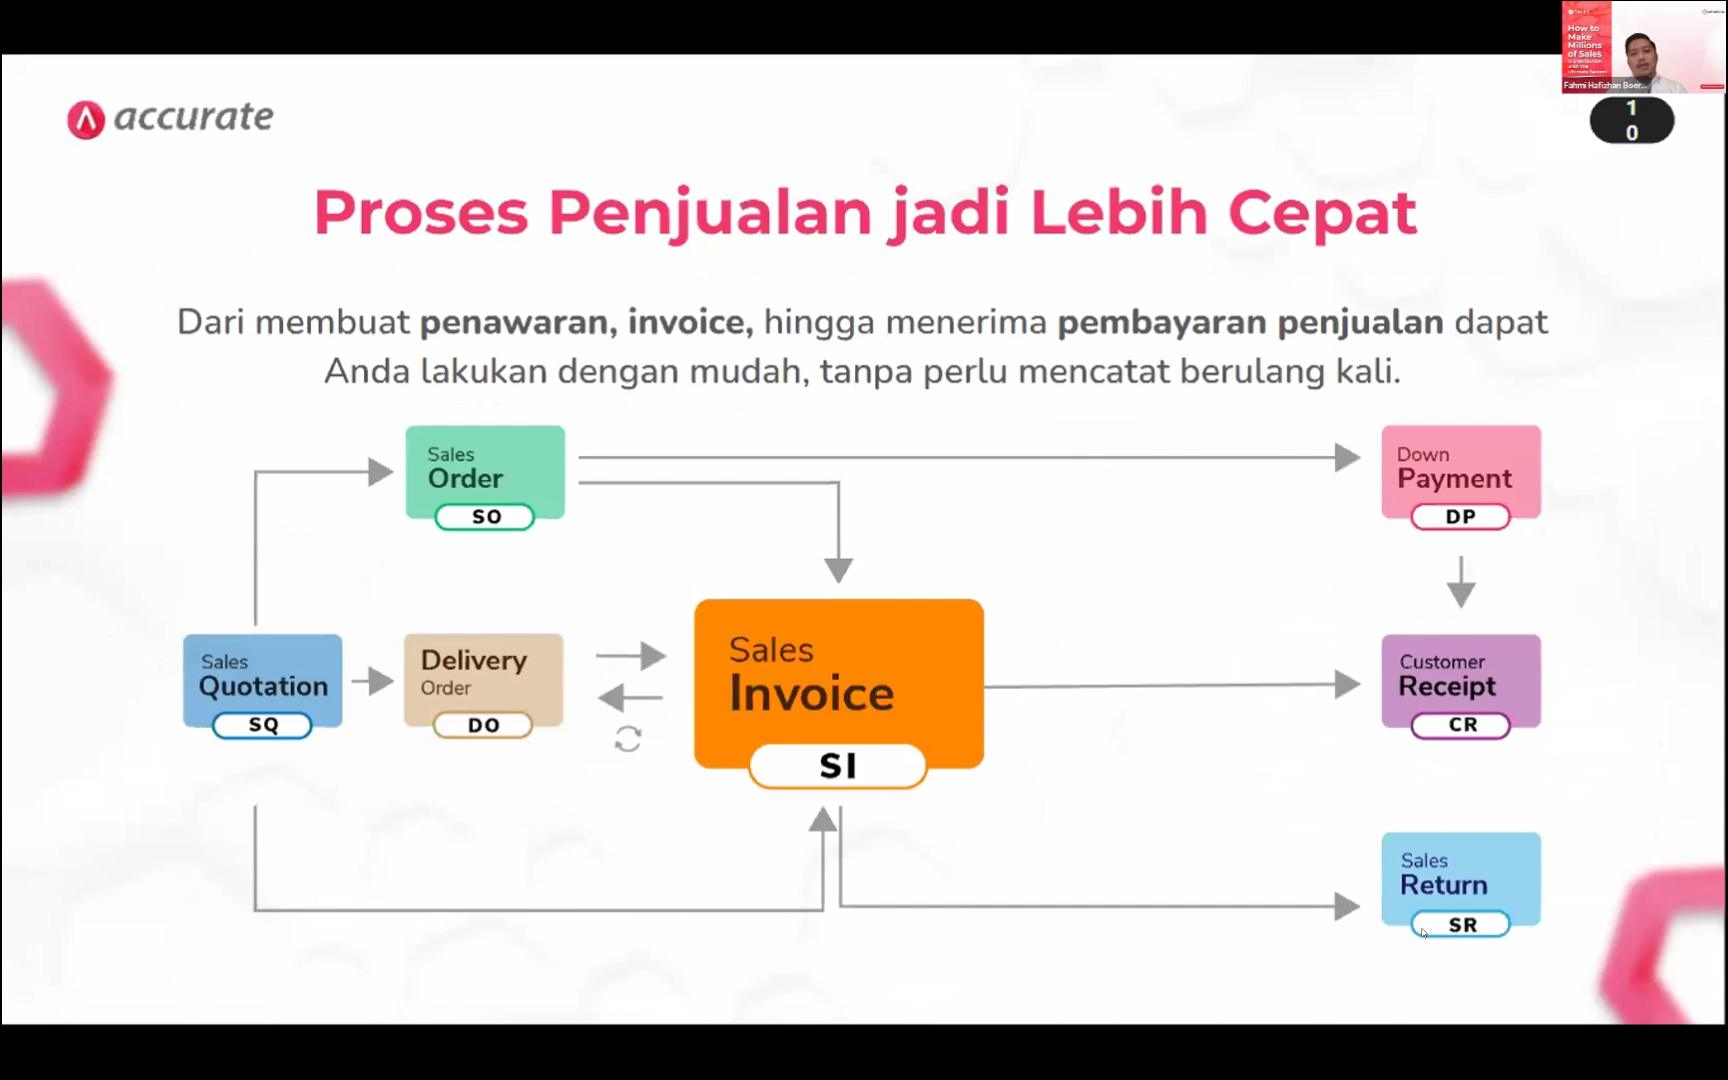 How to
Make
Millions
of Sales
Fahmi Hafizhan Boer...
1
0
accurate
Proses Penjualan jadi Lebih Cepat
Dari membuat penawaran, invoice, hingga menerima pembayaran penjualan dapat
Anda lakukan dengan mudah, tanpa perlu mencatat berulang kali.
Sales
Order
SO
Down
Payment
DP
Sales
Quotation
SQ
Delivery
Order
DO
Sales
Invoice
SI
Customer
Receipt
CR
Sales
Return
SR